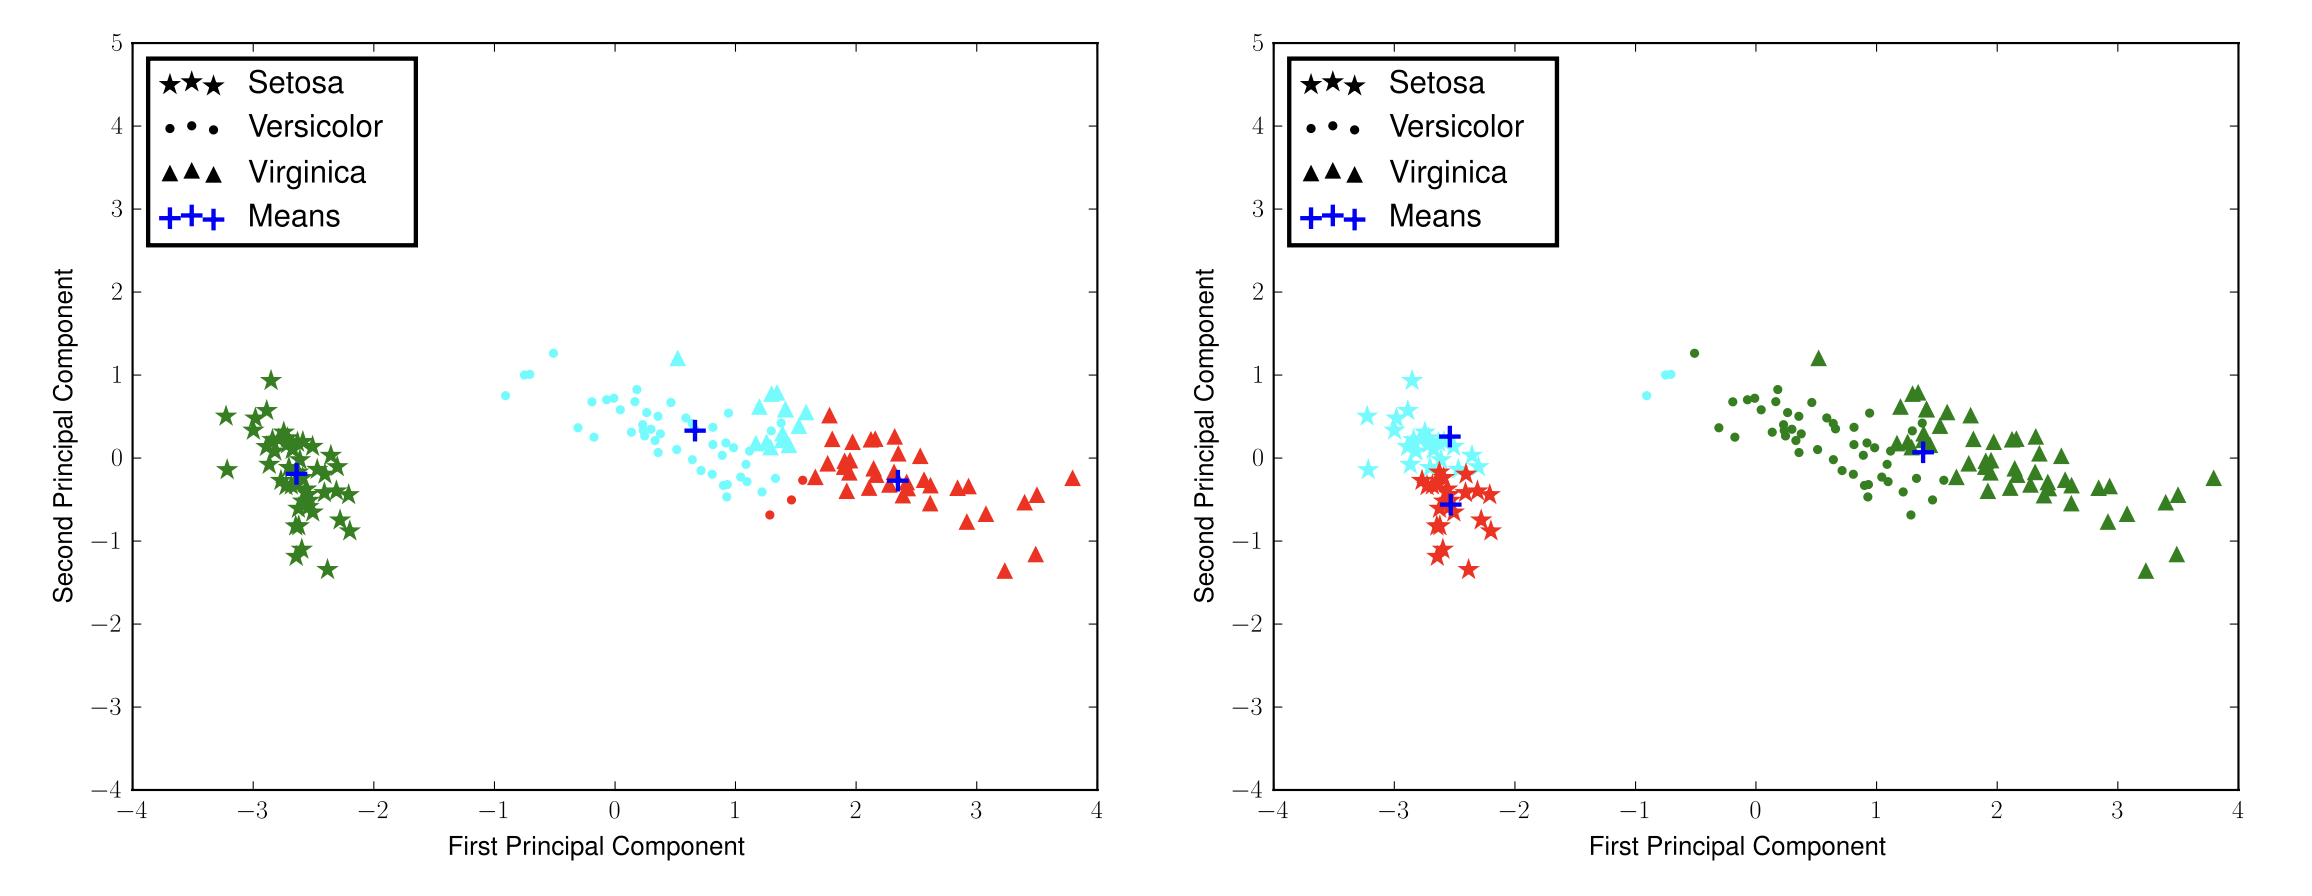 5
4
3
2
1
0
−1
−2
−3
−4
Second Principal Component
Setosa
Versicolor
Virginica
Means
−4 −3 −2 −1 0 1 2 3 4
First Principal Component
5
4
3
2
1
0
−1
−2
−3
−4
Second Principal Component
Setosa
Versicolor
Virginica
Means
−4 −3 −2 −1 0 1 2 3 4
First Principal Component